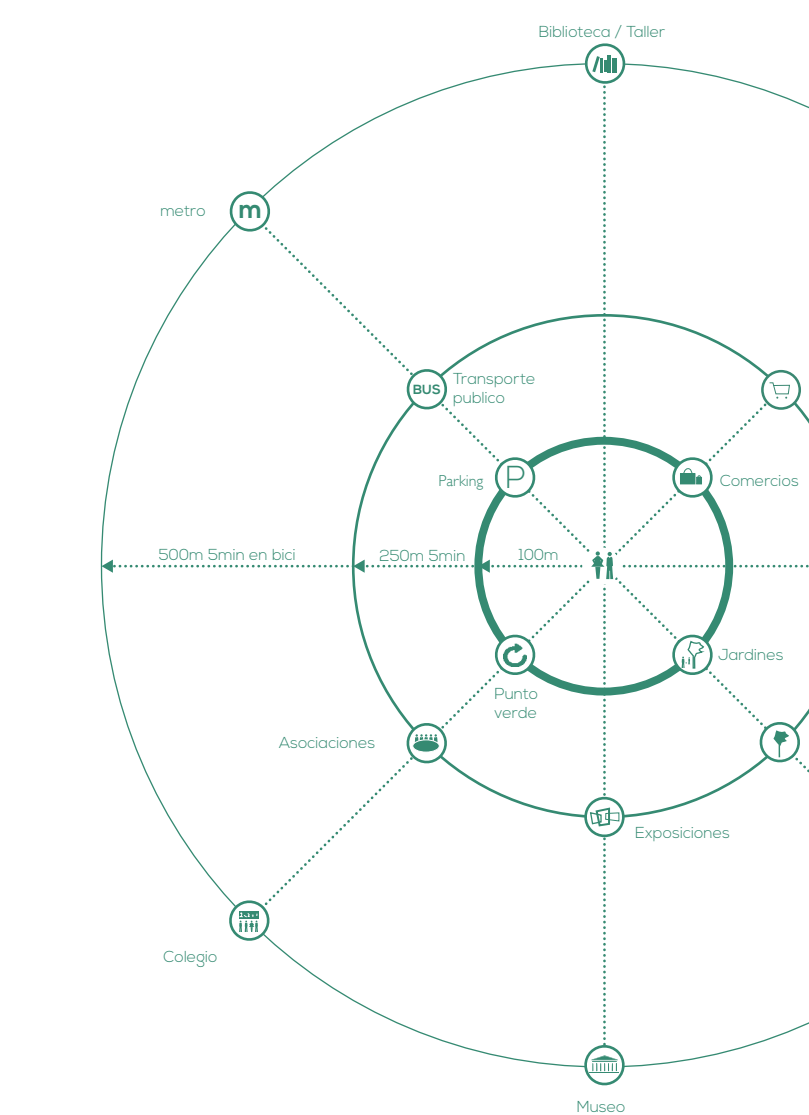 Biblioteca / Taller
metro
m
BUS
Transporte
publico
Parking
P
Comercios
500m 5min en bici
250m 5min
100m
Jardines
Punto
verde
Asociaciones
Exposiciones
Colegio
Museo